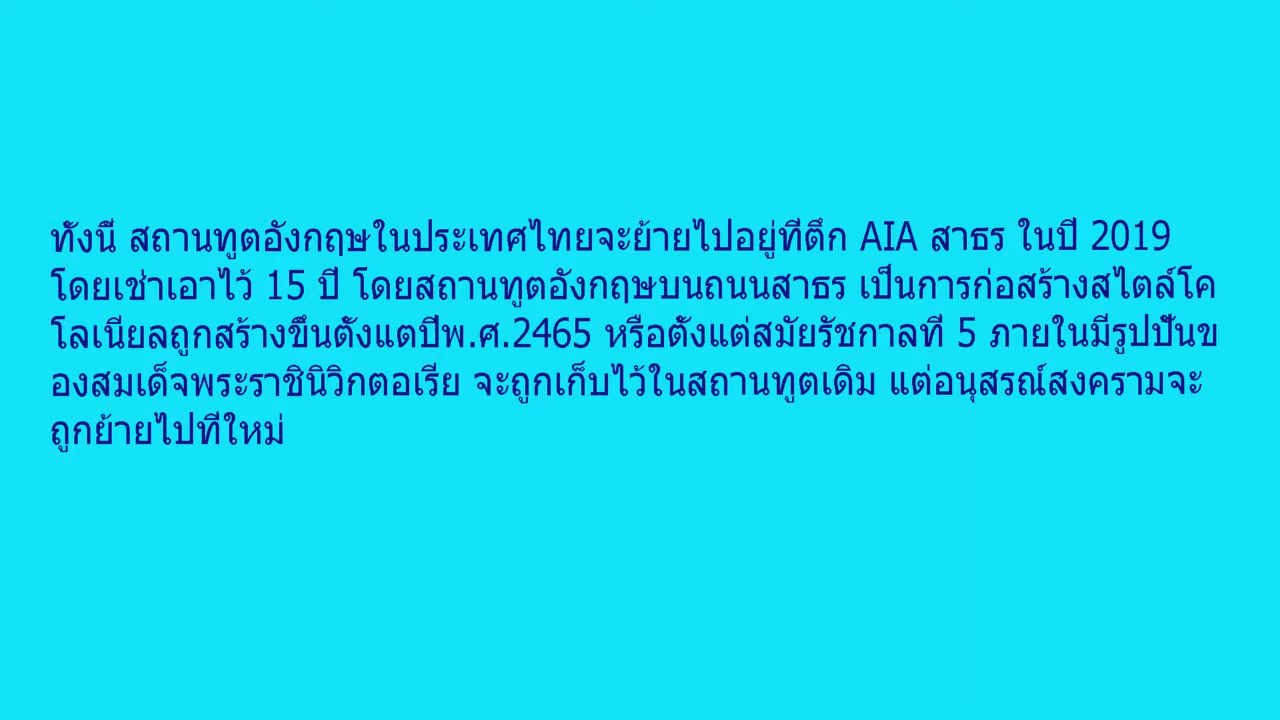 ทั้งนี้ สถานทูตอังกฤษในประเทศไทยจะย้ายไปอยู่ที่ตึก AIA สาธร ในปี 2019
โดยเช่าเอาไว้ 15 ปี โดยสถานทูตอังกฤษบนถนนสาธร เป็นการก่อสร้างสไตล์โค
โลเนียลถูกสร้างขึ้นตั้งแตปีพ.ศ.2465 หรือตั้งแต่สมัยรัชกาลที่ 5 ภายในมีรูปปั้นข
องสมเด็จพระราชินิวิกตอเรีย จะถูกเก็บไว้ในสถานทูตเดิม แต่อนุสรณ์สงครามจะ
ถูกย้ายไปที่ใหม่